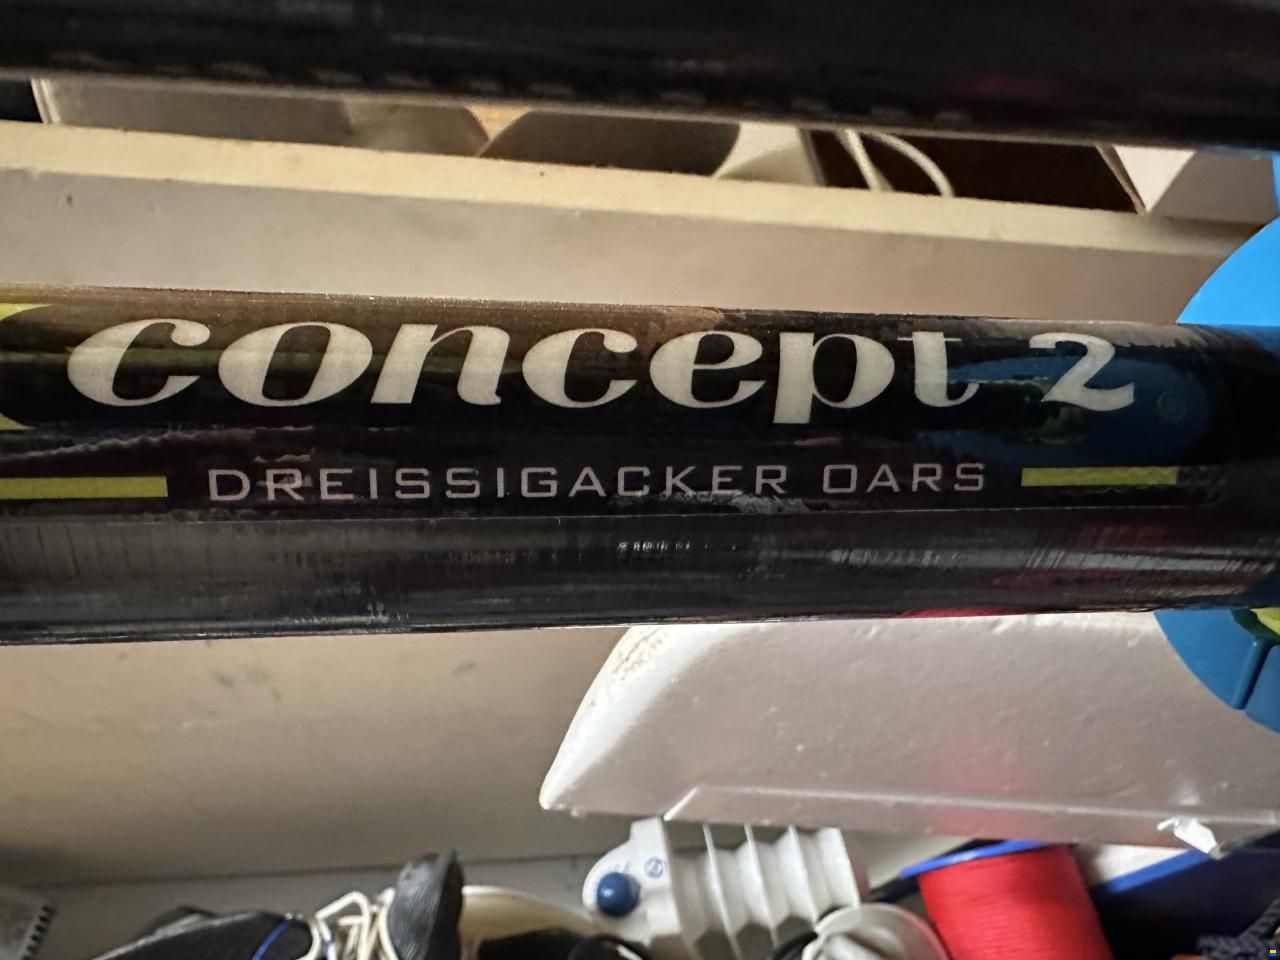 concept 2 ®
DREISSIGACKER OARS